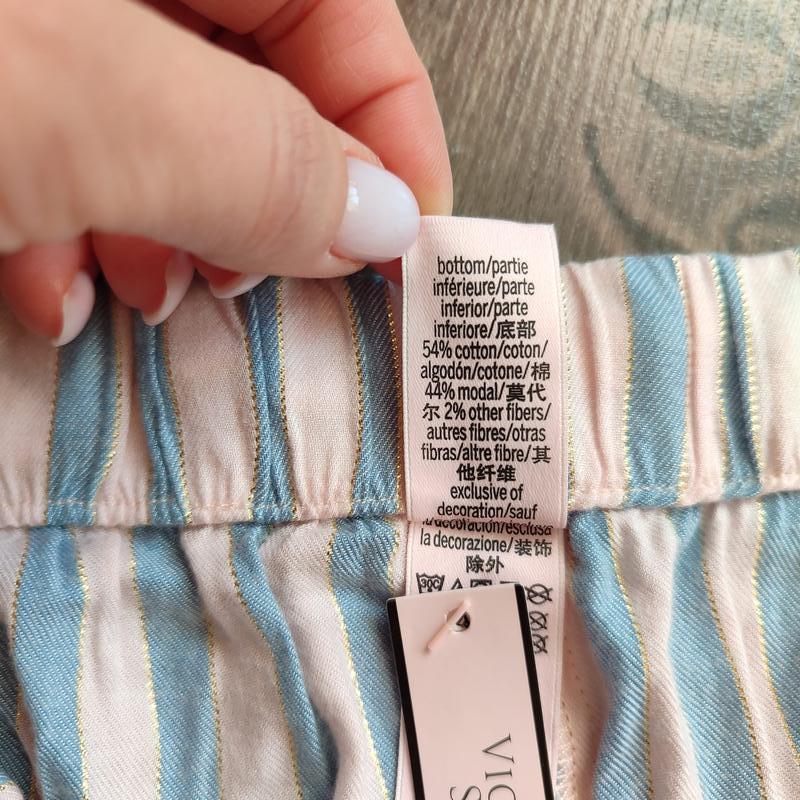 bottom/partie
inférieure/parte
inferior/parte
inferiore/底部
54% cotton/coton/
algodón/cotone/棉
44% modal/莫代
尔 2% other fibers/
autres fibres/otras
fibras/altre fibre/其
他纤维
exclusive of
decoration/sauf
la decoración/esclusa
la decorazione/装饰
除外
30C
VIC
S